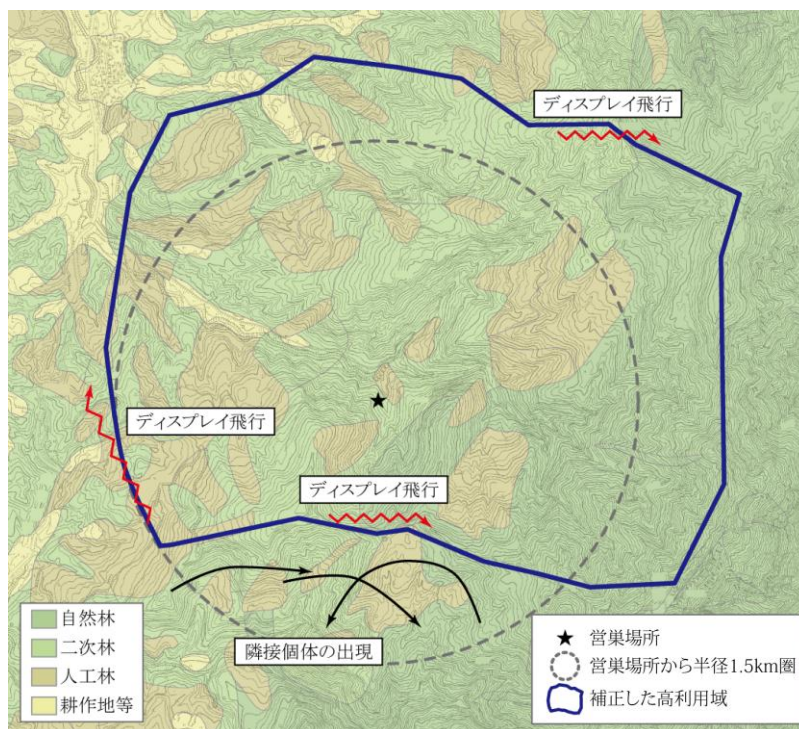 ディスプレイ飛行
ディスプレイ飛行
ディスプレイ飛行
隣接個体の出現
自然林
二次林
人工林
耕作地等
営巣場所
営巣場所から半径1.5km圏
補正した高利用域